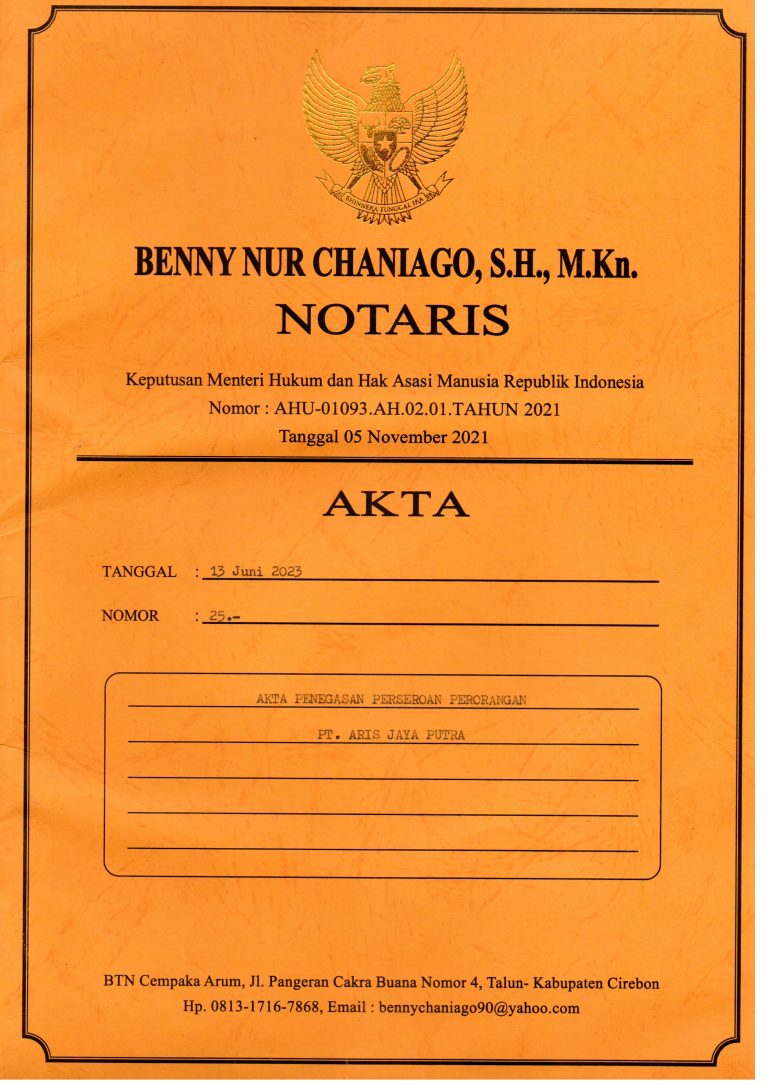 BHINNEKA TUNGGAL IKA
BENNY NUR CHANIAGO, S.H., M.Kn.
NOTARIS
Keputusan Menteri Hukum dan Hak Asasi Manusia Republik Indonesia
Nomor : AHU-01093.AH.02.01.TAHUN 2021
Tanggal 05 November 2021
AKTA
TANGGAL : 13 Juni 2023
NOMOR : 25.-
AKTA PENEGASAN PERSEROAN PERORANGAN
PT. ARIS JAYA PUTRA
BTN Cempaka Arum, Jl. Pangeran Cakra Buana Nomor 4, Talun- Kabupaten Cirebon
Hp. 0813-1716-7868, Email : bennychaniago90@yahoo.com